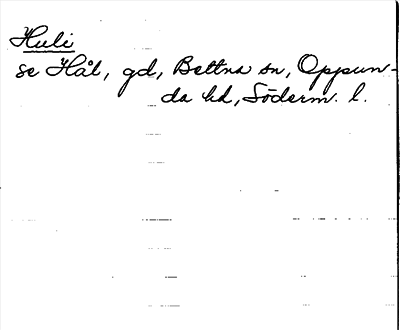 Huli
se Hål, gd, Bettna sn, Oppun-
da hd, Söderm. l.